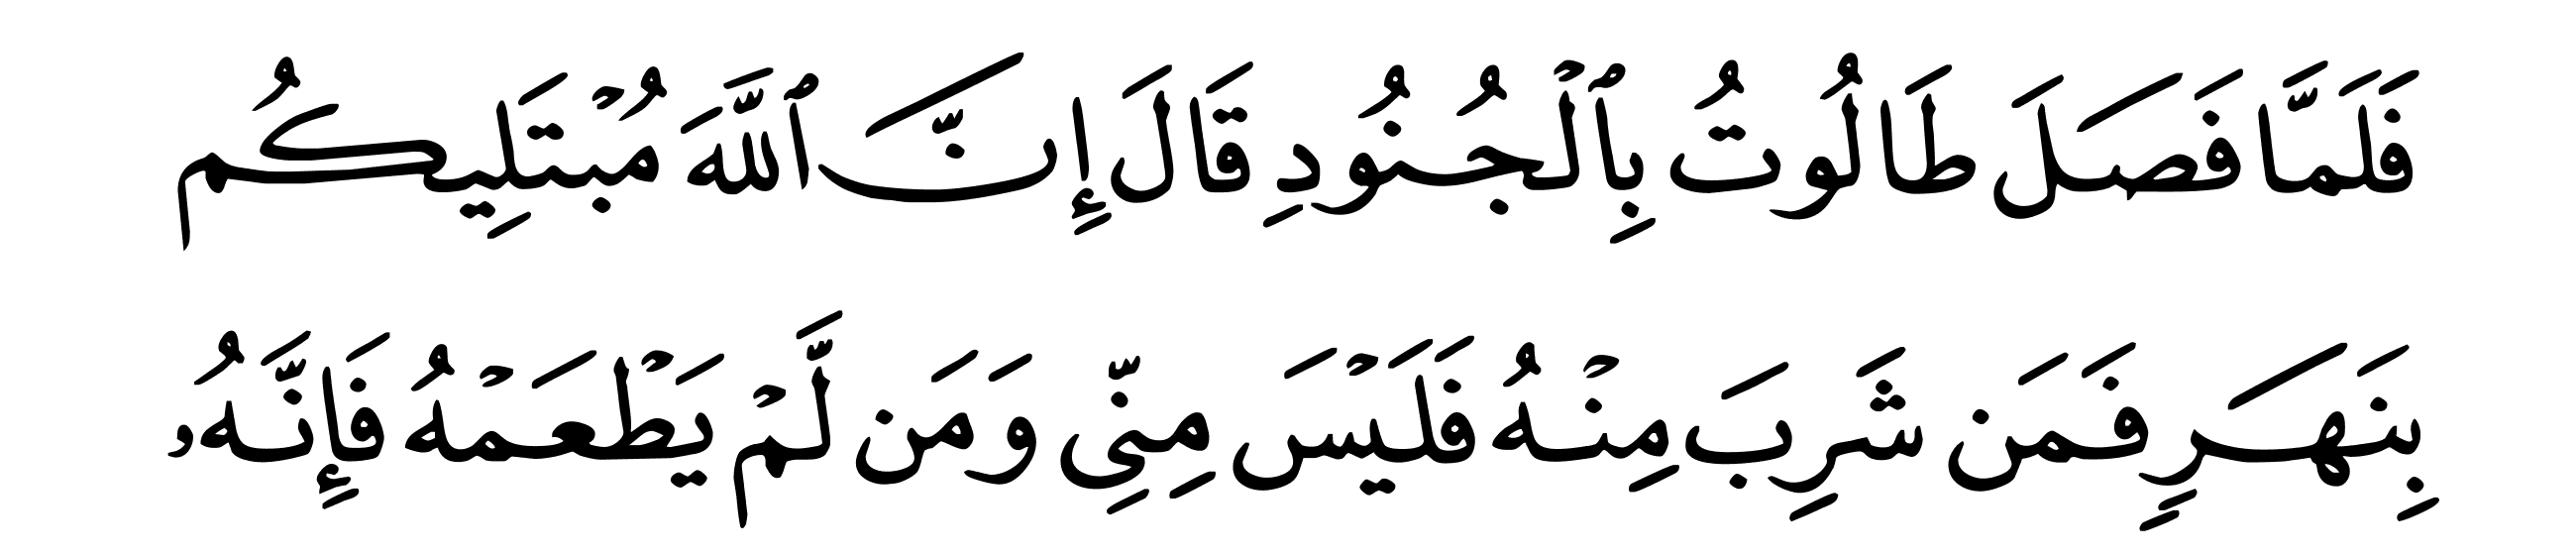 فَلَمَّا فَصَلَ طَالُوتُ بِٱلۡجُنُودِ قَالَ إِنَّ ٱللَّهَ مُبۡتَلِيكُم
بِنَهَرٍ فَمَن شَرِبَ مِنۡهُ فَلَيۡسَ مِنِّي وَمَن لَّمۡ يَطۡعَمۡهُ فَإِنَّهُۥ